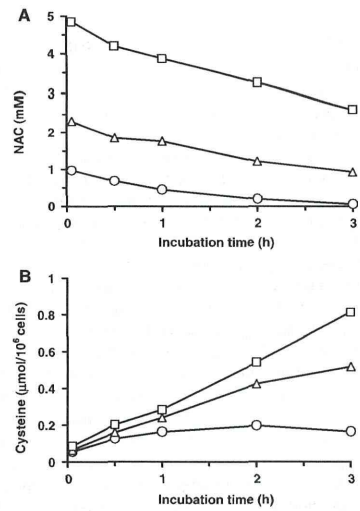 A
5
4
3
2
1
0
NAC (mM)
0 1 2 3
Incubation time (h)
B
1
0.8
0.6
0.4
0.2
0
Cysteine (μmol/10⁶ cells)
0 1 2 3
Incubation time (h)